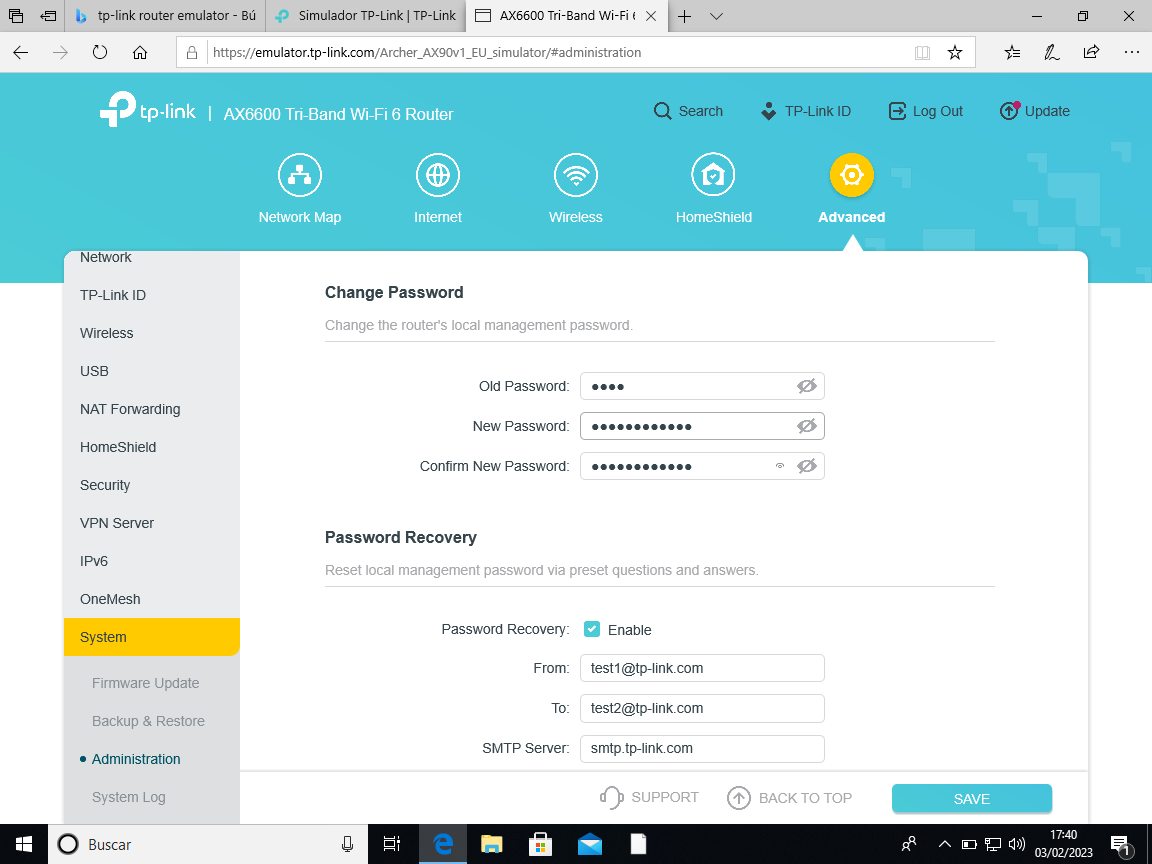 tp-link router emulator - Bú
Simulador TP-Link | TP-Link
AX6600 Tri-Band Wi-Fi 6
https://emulator.tp-link.com/Archer_AX90v1_EU_simulator/#administration
tp-link | AX6600 Tri-Band Wi-Fi 6 Router
Search
TP-Link ID
Log Out
Update
Network Map
Internet
Wireless
HomeShield
Advanced
Network
TP-Link ID
Wireless
USB
NAT Forwarding
HomeShield
Security
VPN Server
IPv6
OneMesh
System
Firmware Update
Backup & Restore
Administration
System Log
Change Password
Change the router's local management password.
Old Password: ••••
New Password: ••••••••••••
Confirm New Password: ••••••••••••
Password Recovery
Reset local management password via preset questions and answers.
Password Recovery: Enable
From: test1@tp-link.com
To: test2@tp-link.com
SMTP Server: smtp.tp-link.com
SUPPORT
BACK TO TOP
SAVE
Buscar
17:40
03/02/2023
1